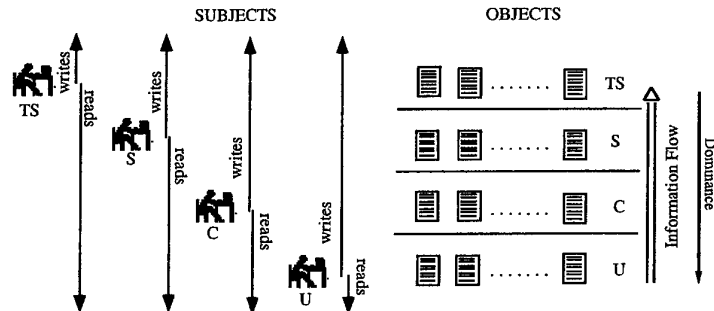 SUBJECTS
OBJECTS
writes
reads
TS
writes
reads
S
writes
reads
C
writes
reads
U
TS
S
C
U
Information Flow
Dominance